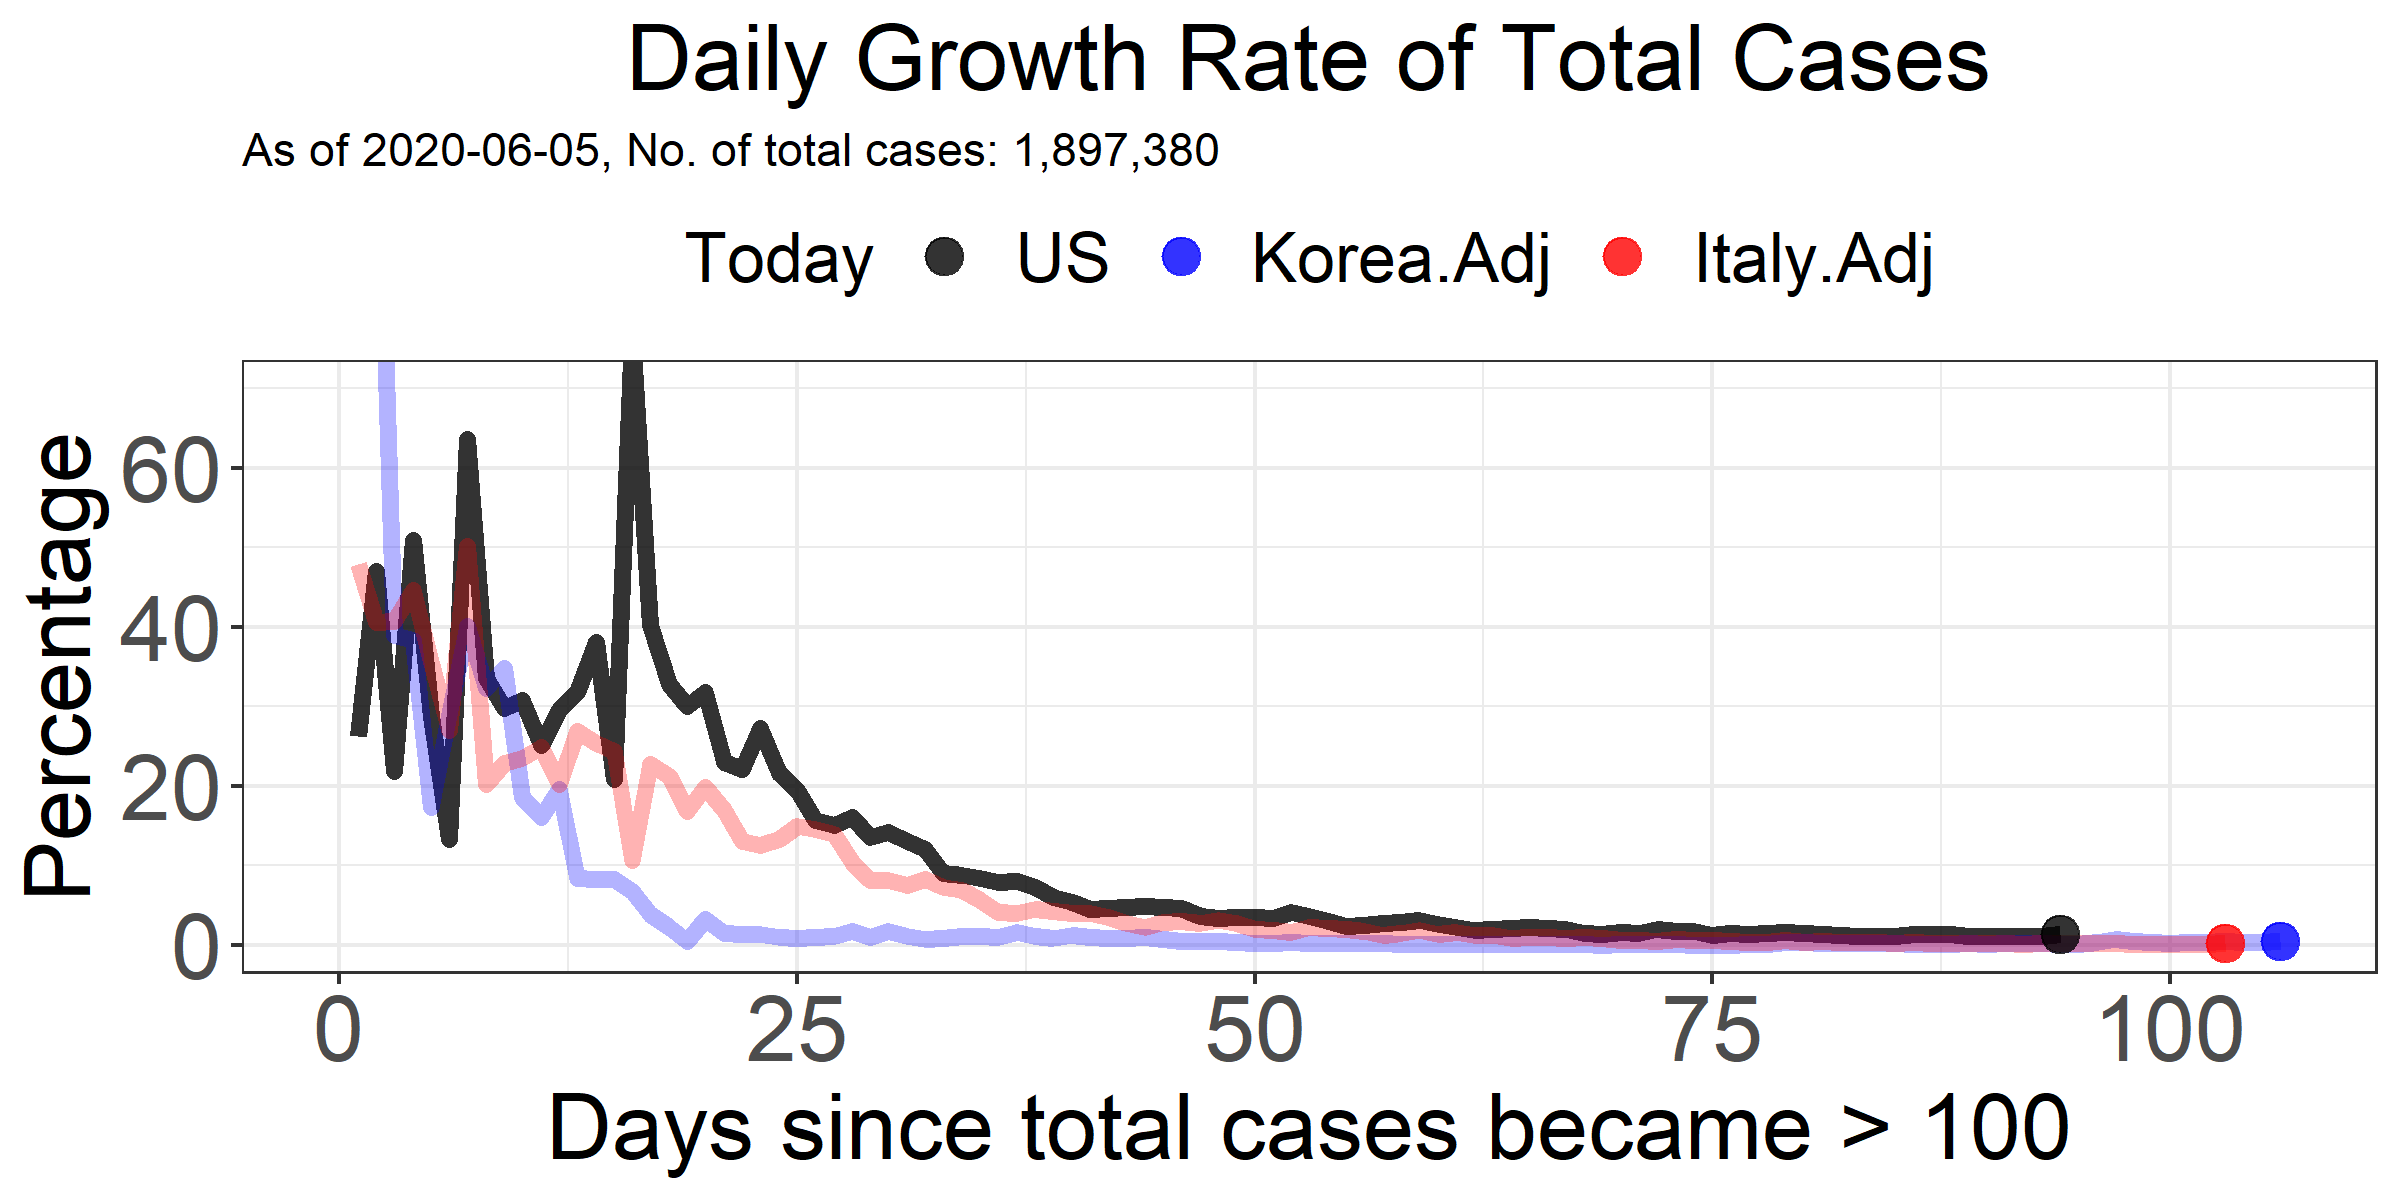 Daily Growth Rate of Total Cases
As of 2020-06-05, No. of total cases: 1,897,380
Today US Korea.Adj Italy.Adj
Percentage
60
40
20
0
0 25 50 75 100
Days since total cases became > 100